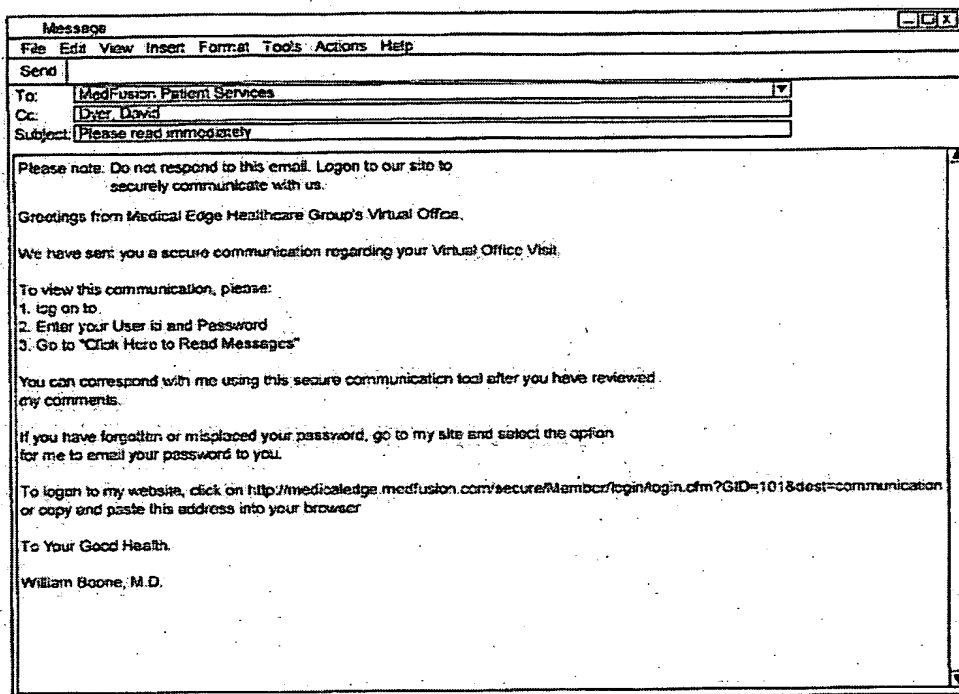 Message
File Edit View Insert Format Tools Actions Help
Send
To: MedFusion Patient Services
Cc: Dyer, David
Subject: Please read immediately
Please note: Do not respond to this email. Logon to our site to
securely communicate with us.
Greetings from Medical Edge Healthcare Group's Virtual Office,
We have sent you a secure communication regarding your Virtual Office Visit.
To view this communication, please:
1. log on to
2. Enter your User id and Password
3. Go to "Click Here to Read Messages"
You can correspond with me using this secure communication tool after you have reviewed
my comments.
If you have forgotten or misplaced your password, go to my site and select the option
for me to email your password to you.
To logon to my website, click on http://medicaledge.medfusion.com/secure/Member/login/login.cfm?GID=101&dest=communication
or copy and paste this address into your browser
To Your Good Health.
William Boone, M.D.